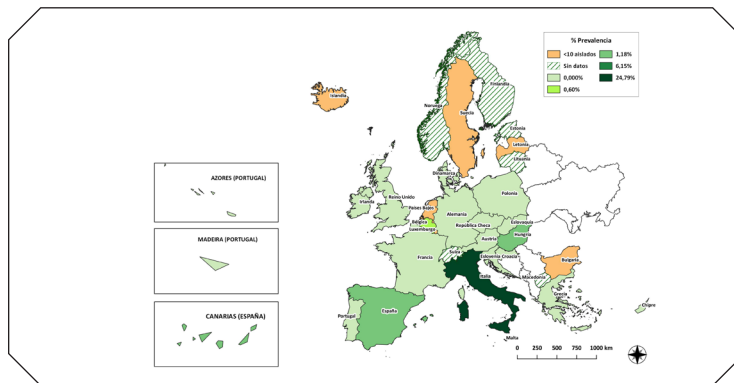 % Prevalencia
<10 aislados
1,18%
Sin datos
6,15%
0,000%
24,79%
0,60%
Islandia
Noruega
Finlandia
Suecia
Estonia
Letonia
Lituania
Dinamarca
Irlanda
Reino Unido
Países Bajos
Polonia
Alemania
Bélgica
Luxemburgo
Republica Checa
Eslovaquia
Austria
Hungría
Francia
Suiza
Eslovenia Croacia
Italia
Bulgaria
Macedonia
Grecia
Portugal
España
Malta
Chipre
AZORES (PORTUGAL)
MADEIRA (PORTUGAL)
CANARIAS (ESPAÑA)
0 250 500 750 1000 km